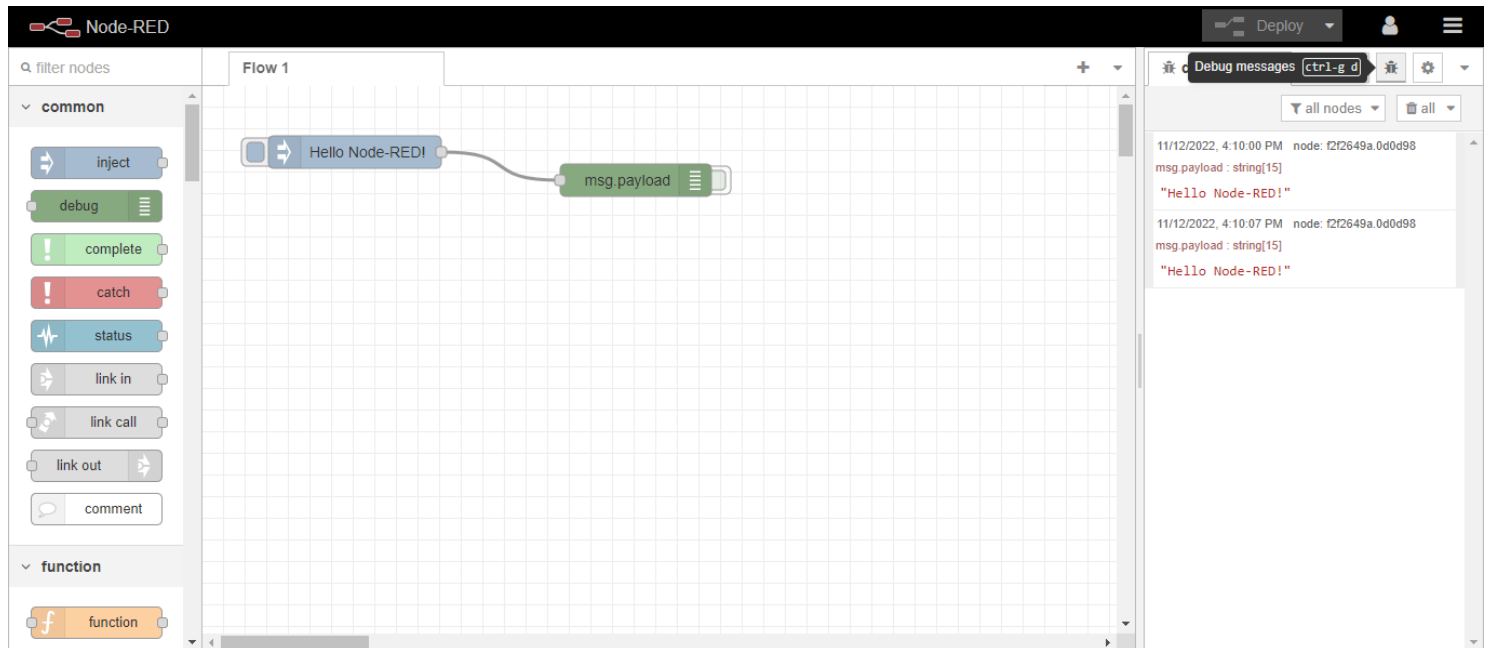 Node-RED
Deploy
filter nodes
Flow 1
Debug messages ctrl-g d
common
all nodes
all
inject
debug
complete
catch
status
link in
link call
link out
comment
function
function
Hello Node-RED!
msg.payload
11/12/2022, 4:10:00 PM node: f2f2649a.0d0d98
msg.payload : string[15]
"Hello Node-RED!"
11/12/2022, 4:10:07 PM node: f2f2649a.0d0d98
msg.payload : string[15]
"Hello Node-RED!"